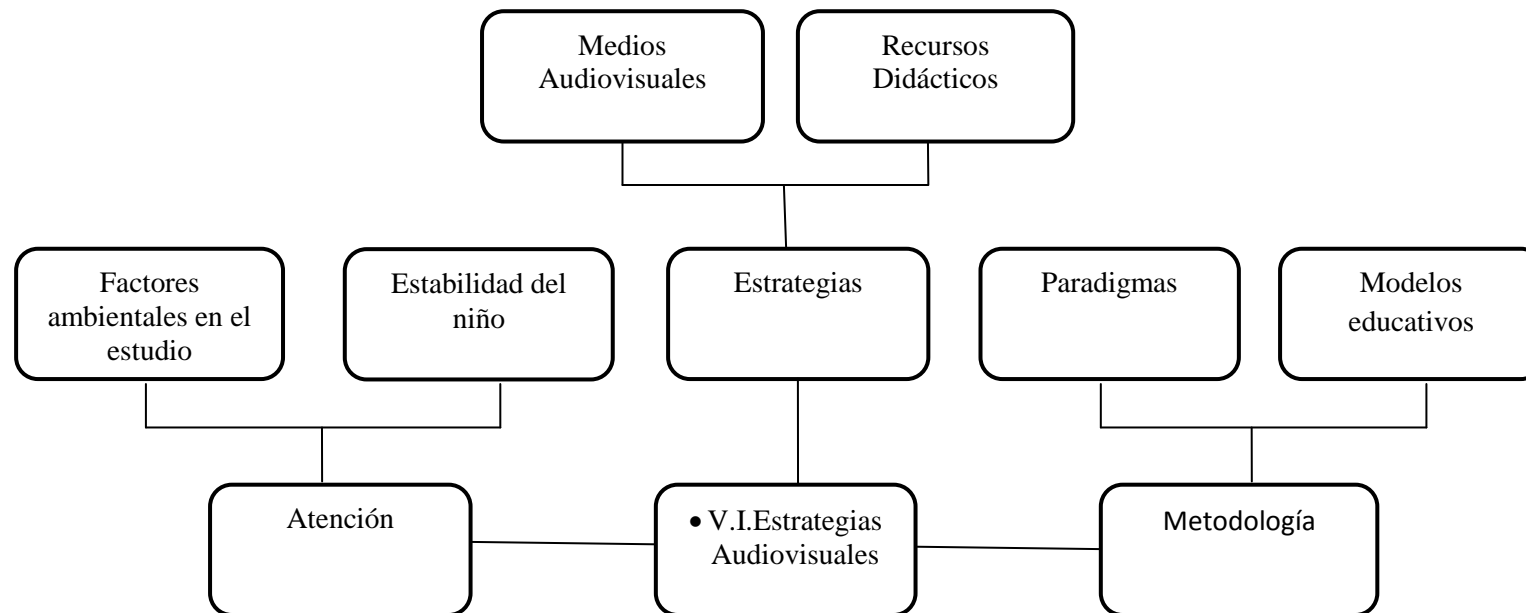 Medios
Audiovisuales
Recursos
Didácticos
Factores
ambientales en el
estudio
Estabilidad del
niño
Estrategias
Paradigmas
Modelos
educativos
Atención
• V.I.Estrategias
Audiovisuales
Metodología